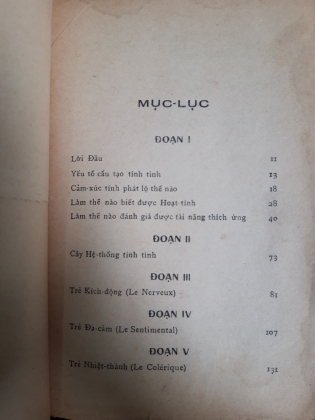 MỤC-LỤC
ĐOẠN I
Lời Đầu 11
Yếu tố cấu tạo tính tình 13
Cảm-xúc tính phát lộ thế nào 18
Làm thế nào biết được Hoạt-tính 28
Làm thế nào đánh giá được tài năng thích ứng 40
ĐOẠN II
Cây Hệ-thống tính tình 73
ĐOẠN III
Trẻ Kích-động (Le Nerveux) 81
ĐOẠN IV
Trẻ Đa-cảm (Le Sentimental) 107
ĐOẠN V
Trẻ Nhiệt-thành (Le Colérique) 131